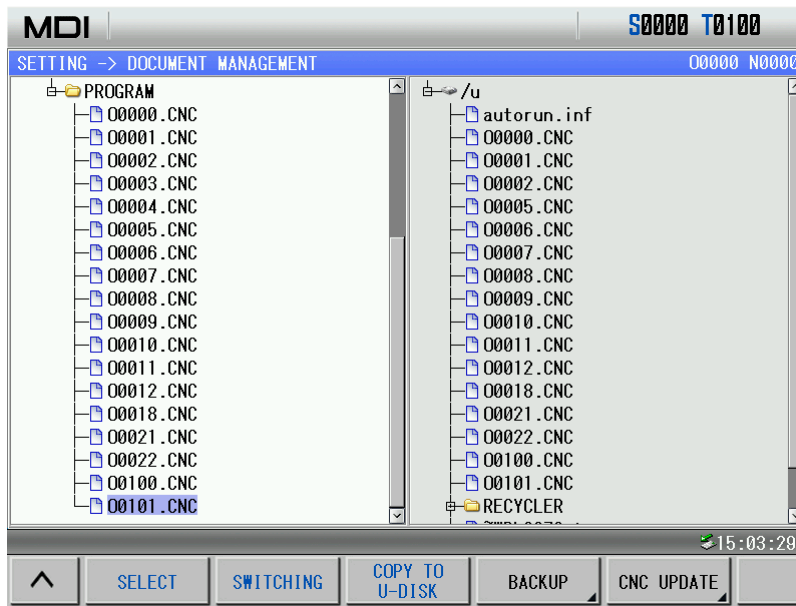 MDI
S0000 T0100
SETTING -> DOCUMENT MANAGEMENT
O0000 N0000
PROGRAM
O0000.CNC
O0001.CNC
O0002.CNC
O0003.CNC
O0004.CNC
O0005.CNC
O0006.CNC
O0007.CNC
O0008.CNC
O0009.CNC
O0010.CNC
O0011.CNC
O0012.CNC
O0018.CNC
O0021.CNC
O0022.CNC
O0100.CNC
O0101.CNC
/u
autorun.inf
O0000.CNC
O0001.CNC
O0002.CNC
O0005.CNC
O0006.CNC
O0007.CNC
O0008.CNC
O0009.CNC
O0010.CNC
O0011.CNC
O0012.CNC
O0018.CNC
O0021.CNC
O0022.CNC
O0100.CNC
O0101.CNC
RECYCLER
15:03:29
SELECT
SWITCHING
COPY TO
U-DISK
BACKUP
CNC UPDATE